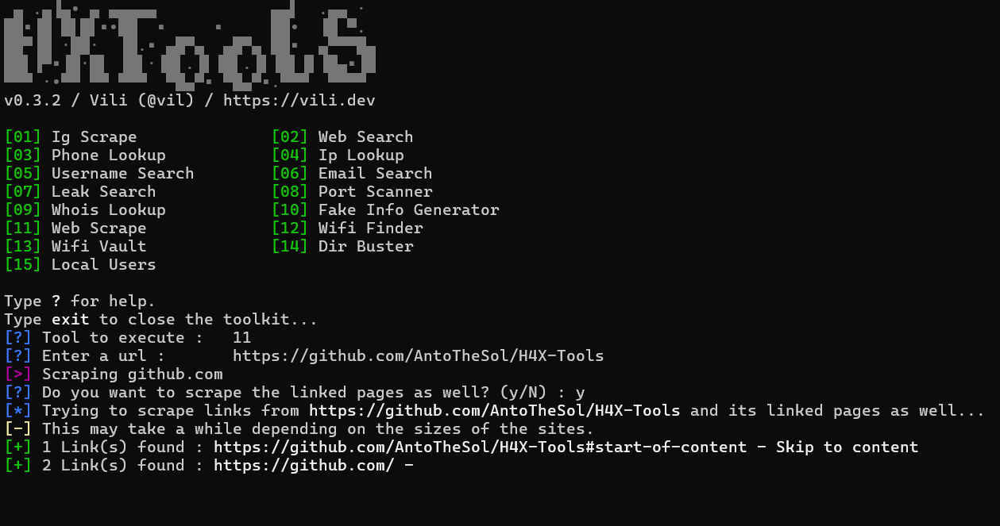 H4XTools
v0.3.2 / Vili (@vil) / https://vili.dev
[01] Ig Scrape [02] Web Search
[03] Phone Lookup [04] Ip Lookup
[05] Username Search [06] Email Search
[07] Leak Search [08] Port Scanner
[09] Whois Lookup [10] Fake Info Generator
[11] Web Scrape [12] Wifi Finder
[13] Wifi Vault [14] Dir Buster
[15] Local Users
Type ? for help.
Type exit to close the toolkit...
[?] Tool to execute : 11
[?] Enter a url : https://github.com/AntoTheSol/H4X-Tools
[>] Scraping github.com
[?] Do you want to scrape the linked pages as well? (y/N) : y
[*] Trying to scrape links from https://github.com/AntoTheSol/H4X-Tools and its linked pages as well...
[-] This may take a while depending on the sizes of the sites.
[+] 1 Link(s) found : https://github.com/AntoTheSol/H4X-Tools#start-of-content - Skip to content
[+] 2 Link(s) found : https://github.com/ -